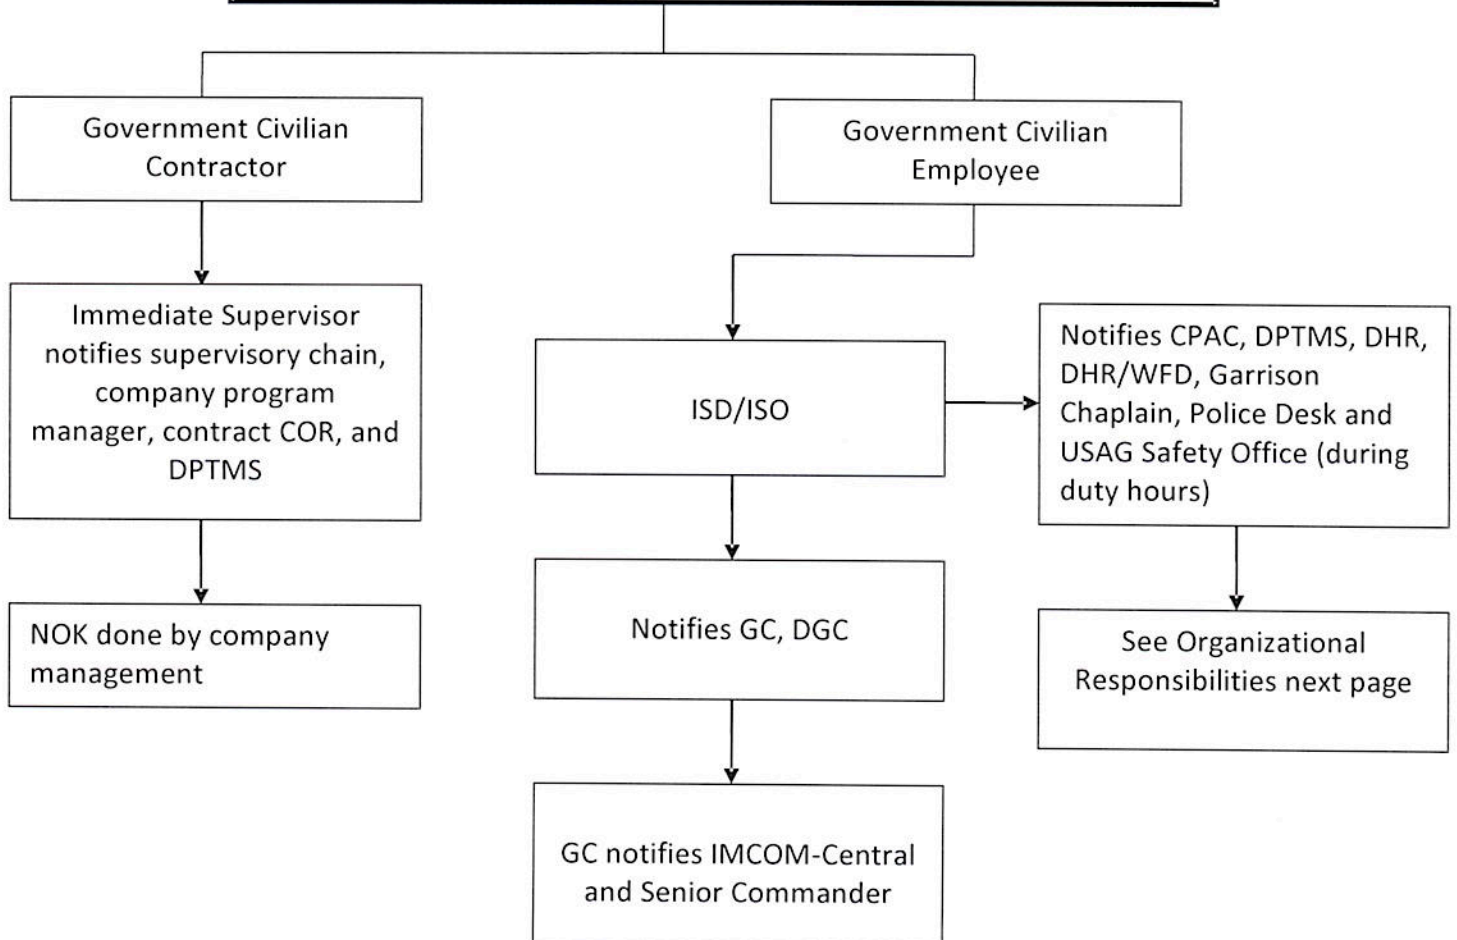 Government Civilian
Contractor
Government Civilian
Employee
Immediate Supervisor
notifies supervisory chain,
company program
manager, contract COR, and
DPTMS
ISD/ISO
Notifies CPAC, DPTMS, DHR,
DHR/WFD, Garrison
Chaplain, Police Desk and
USAG Safety Office (during
duty hours)
NOK done by company
management
Notifies GC, DGC
See Organizational
Responsibilities next page
GC notifies IMCOM-Central
and Senior Commander